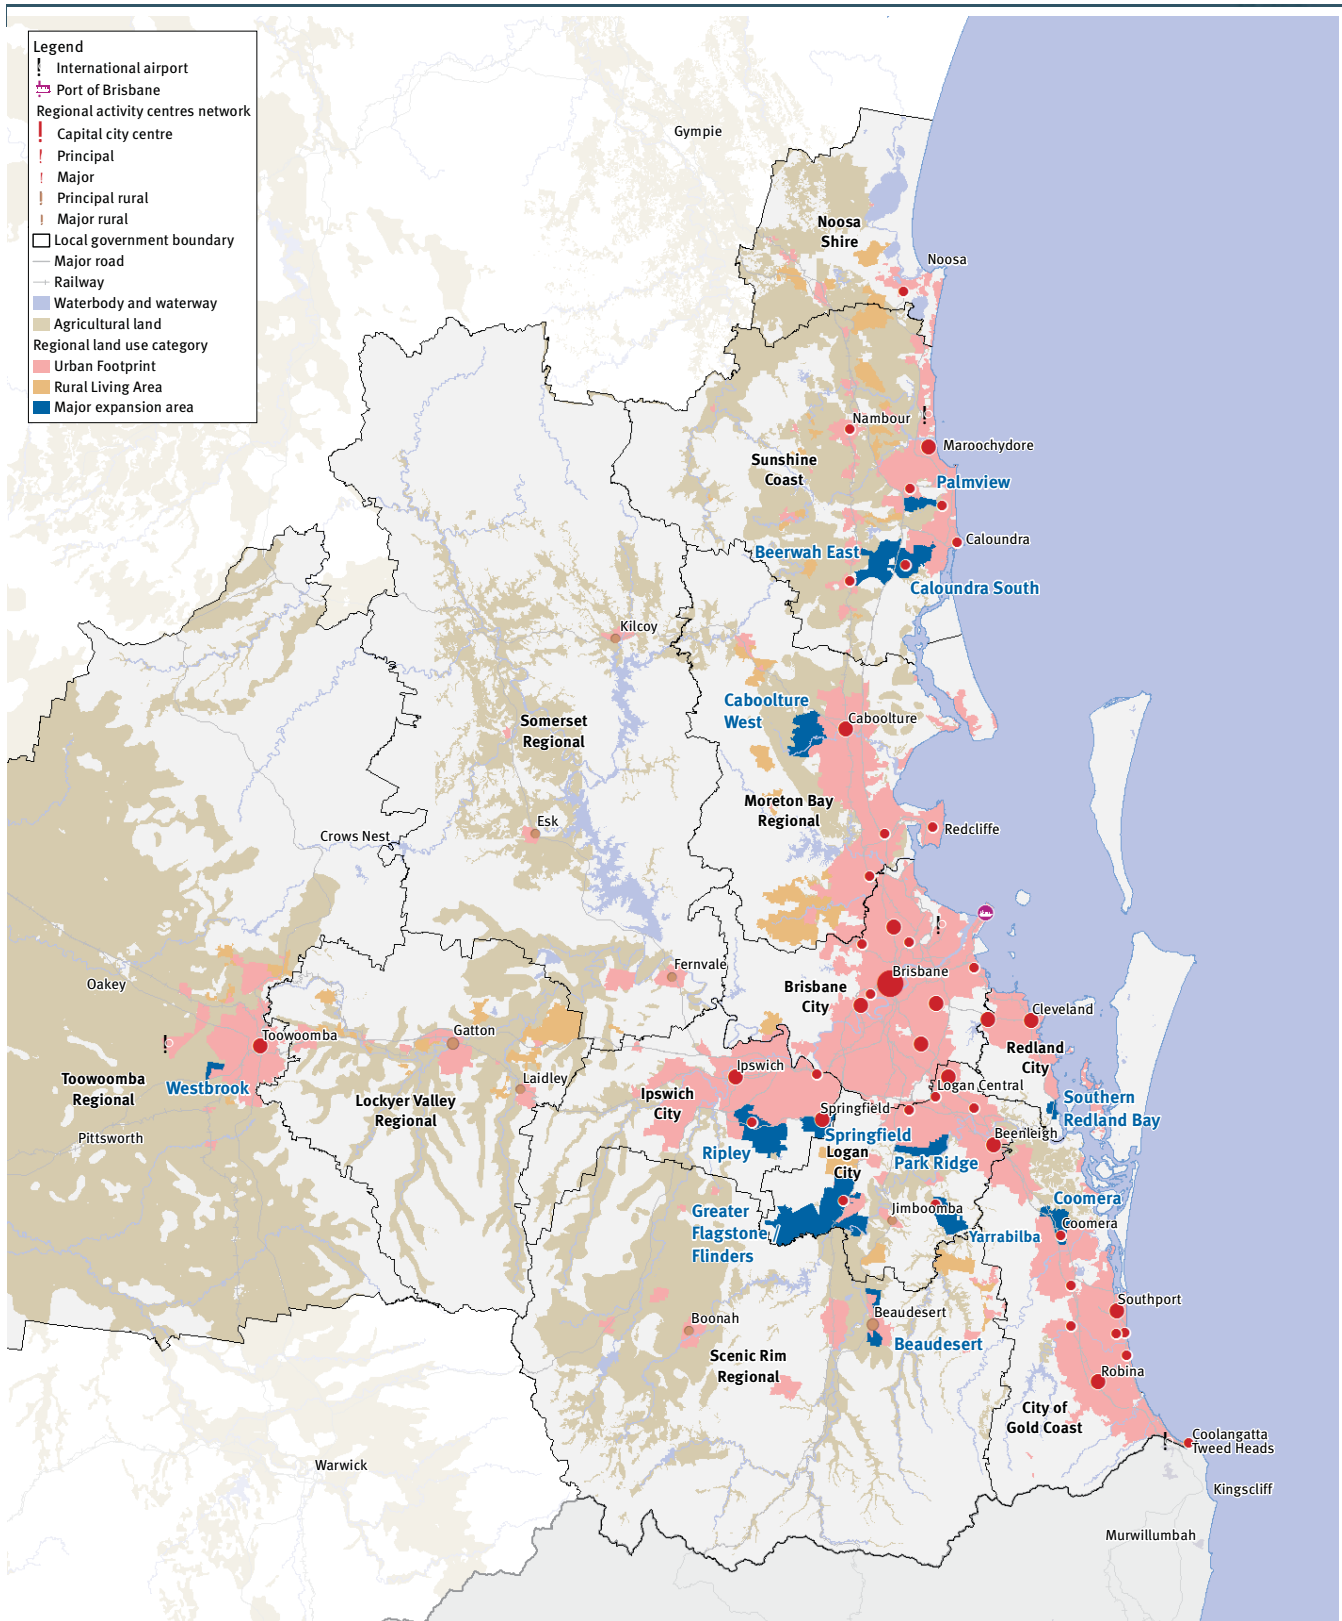 Legend
International airport
Port of Brisbane
Regional activity centres network
Capital city centre
Principal
Major
Principal rural
Major rural
Local government boundary
Major road
Railway
Waterbody and waterway
Agricultural land
Regional land use category
Urban Footprint
Rural Living Area
Major expansion area
Gympie
Noosa
Shire
Noosa
Nambour
Maroochydore
Sunshine
Coast
Palmview
Caloundra
Beerwah East
Caloundra South
Kilcoy
Caboolture
West
Caboolture
Somerset
Regional
Moreton Bay
Regional
Redcliffe
Esk
Crows Nest
Fernvale
Brisbane
Oakey
Brisbane
City
Cleveland
Toowoomba
Gatton
Redland
City
Ipswich
Toowoomba
Regional
Westbrook
Laidley
Logan Central
Ipswich
City
Lockyer Valley
Regional
Springfield
Southern
Redland Bay
Pittsworth
Springfield
Beenleigh
Ripley
Logan
City
Park Ridge
Coomera
Greater
Flagstone/
Flinders
Jimboomba
Coomera
Yarrabilba
Southport
Boonah
Beaudesert
Beaudesert
Scenic Rim
Regional
Robina
City of
Gold Coast
Coolangatta
Tweed Heads
Warwick
Kingscliff
Murwillumbah